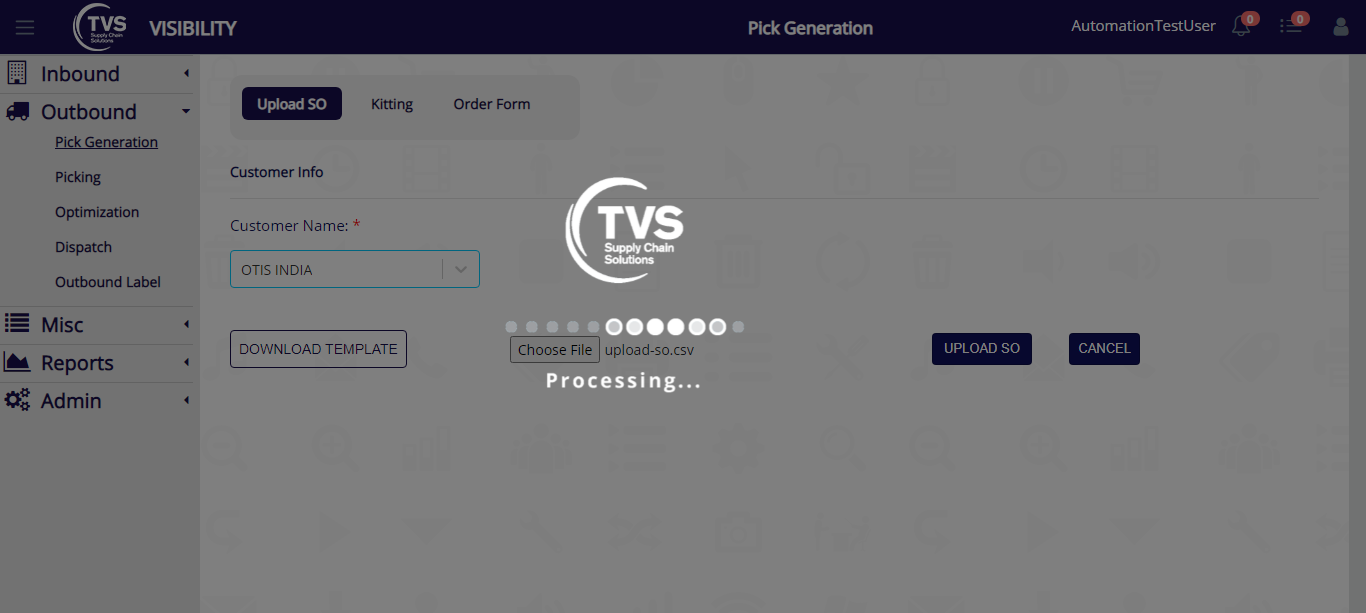 TVS
Supply Chain
Solutions
VISIBILITY
Pick Generation
AutomationTestUser
0
0
Inbound
Outbound
Pick Generation
Picking
Optimization
Dispatch
Outbound Label
Misc
Reports
Admin
Upload SO
Kitting
Order Form
Customer Info
Customer Name: *
OTIS INDIA
TVS
Supply Chain
Solutions
DOWNLOAD TEMPLATE
Choose File upload-so.csv
UPLOAD SO
CANCEL
Processing...